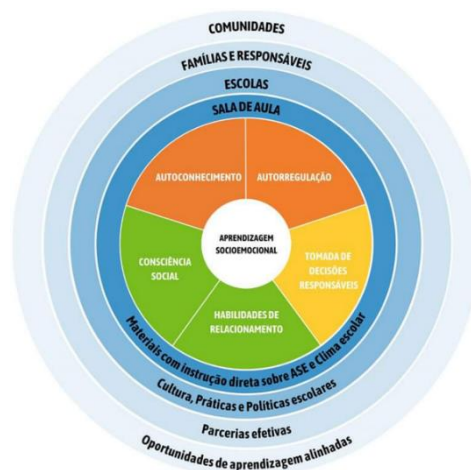 COMUNIDADES
FAMÍLIAS E RESPONSÁVEIS
ESCOLAS
SALA DE AULA
AUTOCONHECIMENTO
AUTORREGULAÇÃO
APRENDIZAGEM
SOCIOEMOCIONAL
CONSCIÊNCIA
SOCIAL
TOMADA DE
DECISÕES
RESPONSÁVEIS
HABILIDADES DE
RELACIONAMENTO
Materiais com instrução direta sobre ASE e Clima escolar
Cultura, Práticas e Políticas escolares
Parcerias efetivas
Oportunidades de aprendizagem alinhadas